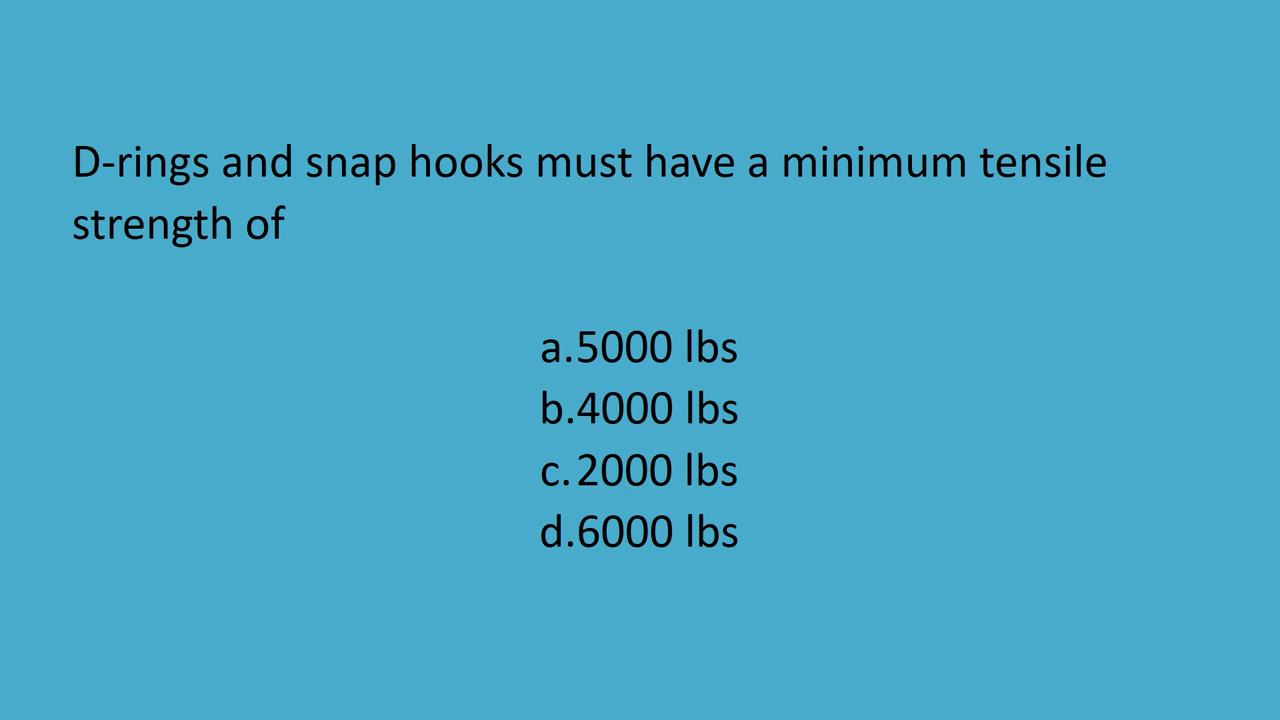 D-rings and snap hooks must have a minimum tensile
strength of
a.5000 lbs
b.4000 lbs
c.2000 lbs
d.6000 lbs